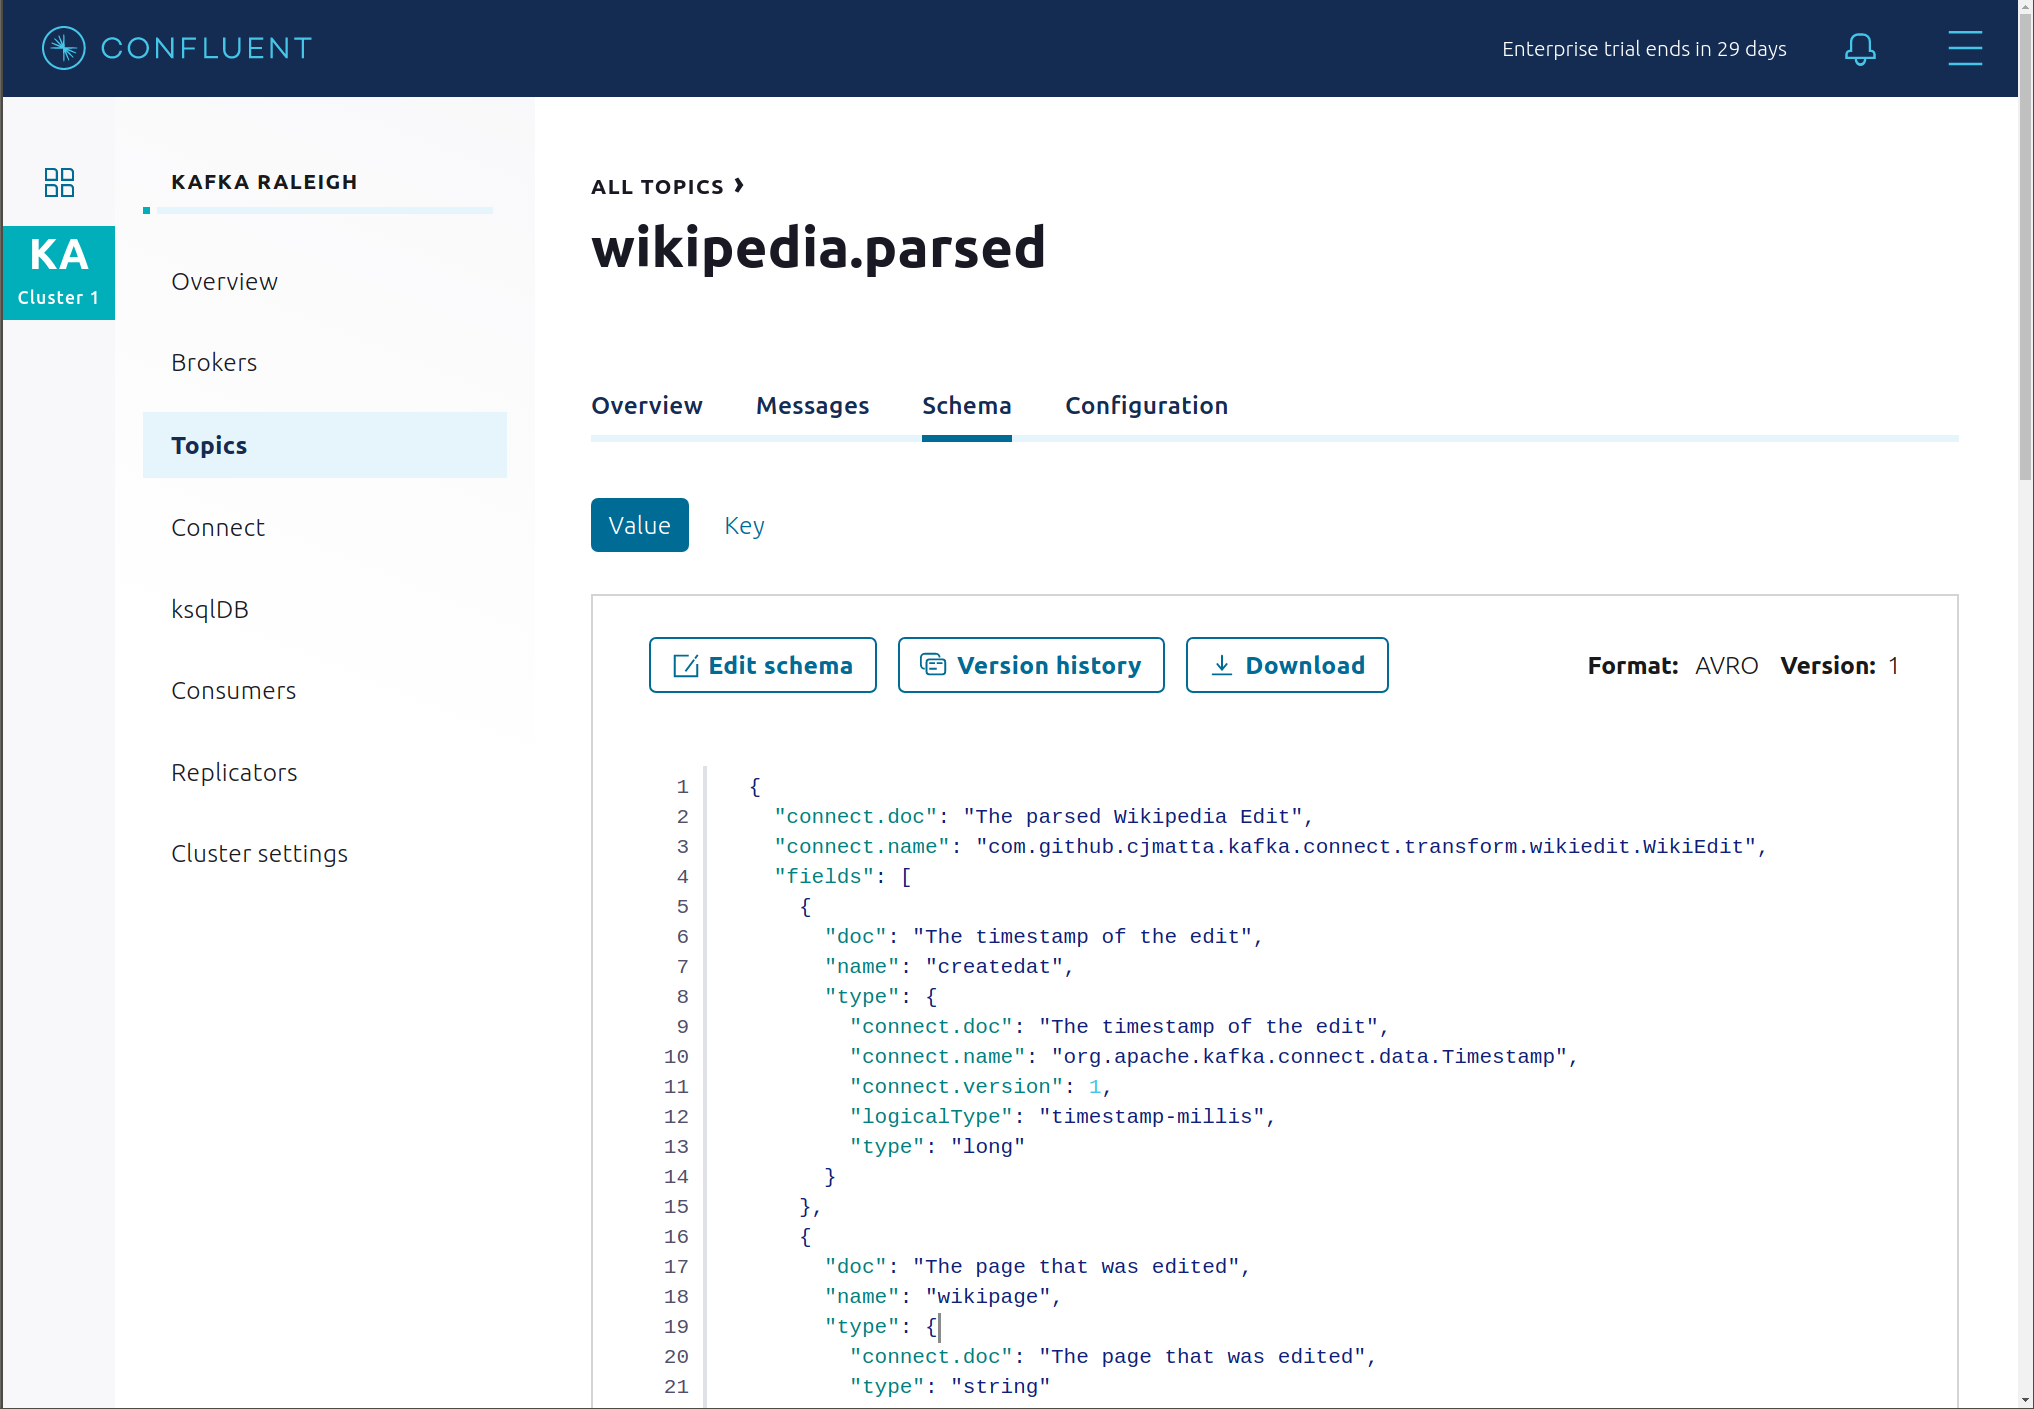 CONFLUENT
Enterprise trial ends in 29 days
KA
Cluster 1
KAFKA RALEIGH
Overview
Brokers
Topics
Connect
ksqlDB
Consumers
Replicators
Cluster settings
ALL TOPICS ›
wikipedia.parsed
Overview Messages Schema Configuration
Value Key
Edit schema Version history Download Format: AVRO Version: 1
1 {
2 "connect.doc": "The parsed Wikipedia Edit",
3 "connect.name": "com.github.cjmatta.kafka.connect.transform.wikiedit.WikiEdit",
4 "fields": [
5 {
6 "doc": "The timestamp of the edit",
7 "name": "createdat",
8 "type": {
9 "connect.doc": "The timestamp of the edit",
10 "connect.name": "org.apache.kafka.connect.data.Timestamp",
11 "connect.version": 1,
12 "logicalType": "timestamp-millis",
13 "type": "long"
14 }
15 },
16 {
17 "doc": "The page that was edited",
18 "name": "wikipage",
19 "type": {
20 "connect.doc": "The page that was edited",
21 "type": "string"